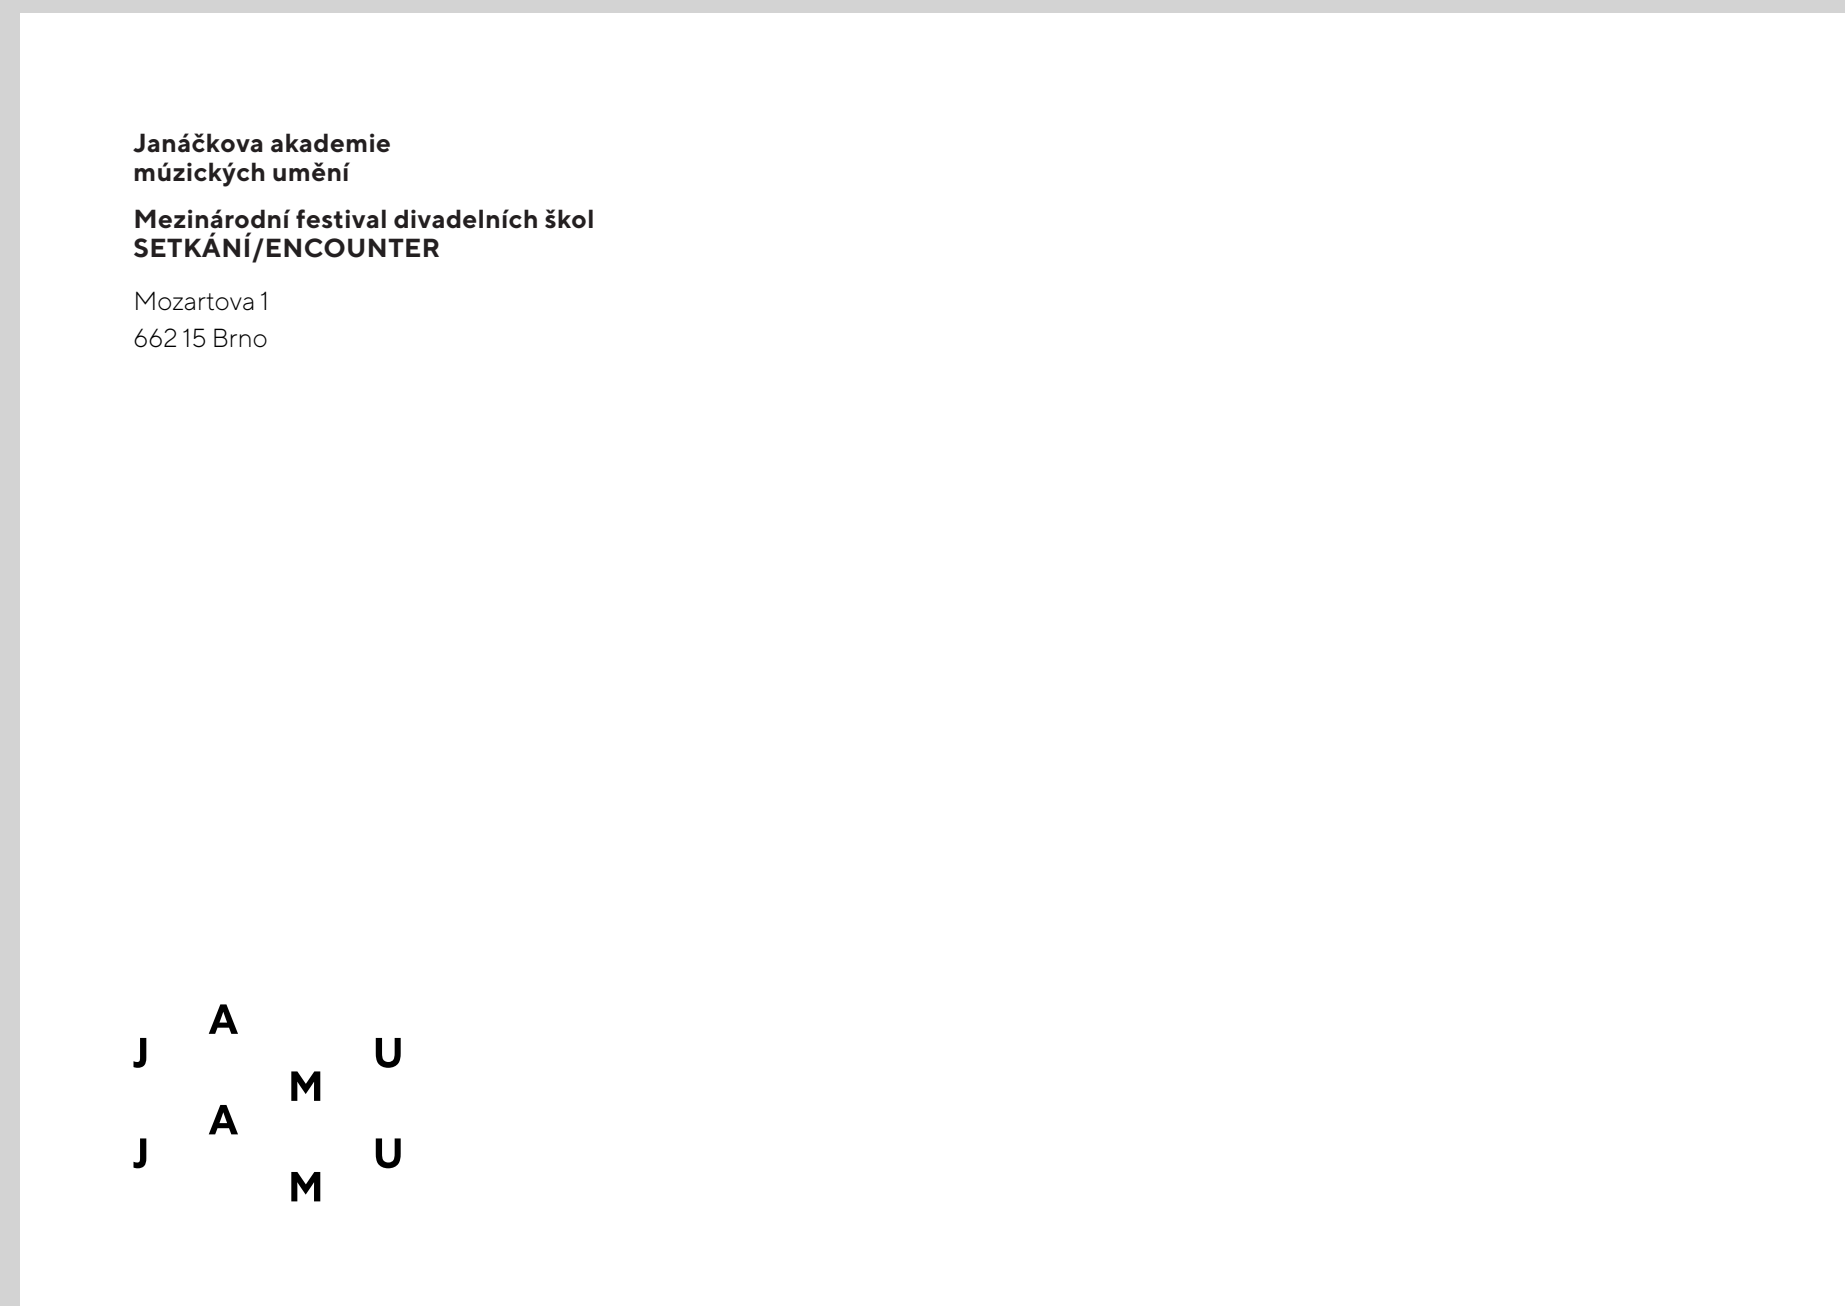 Janáčkova akademie
múzických umění
Mezinárodní festival divadelních škol
SETKÁNÍ/ENCOUNTER
Mozartova 1
662 15 Brno
J A M U
J A M U